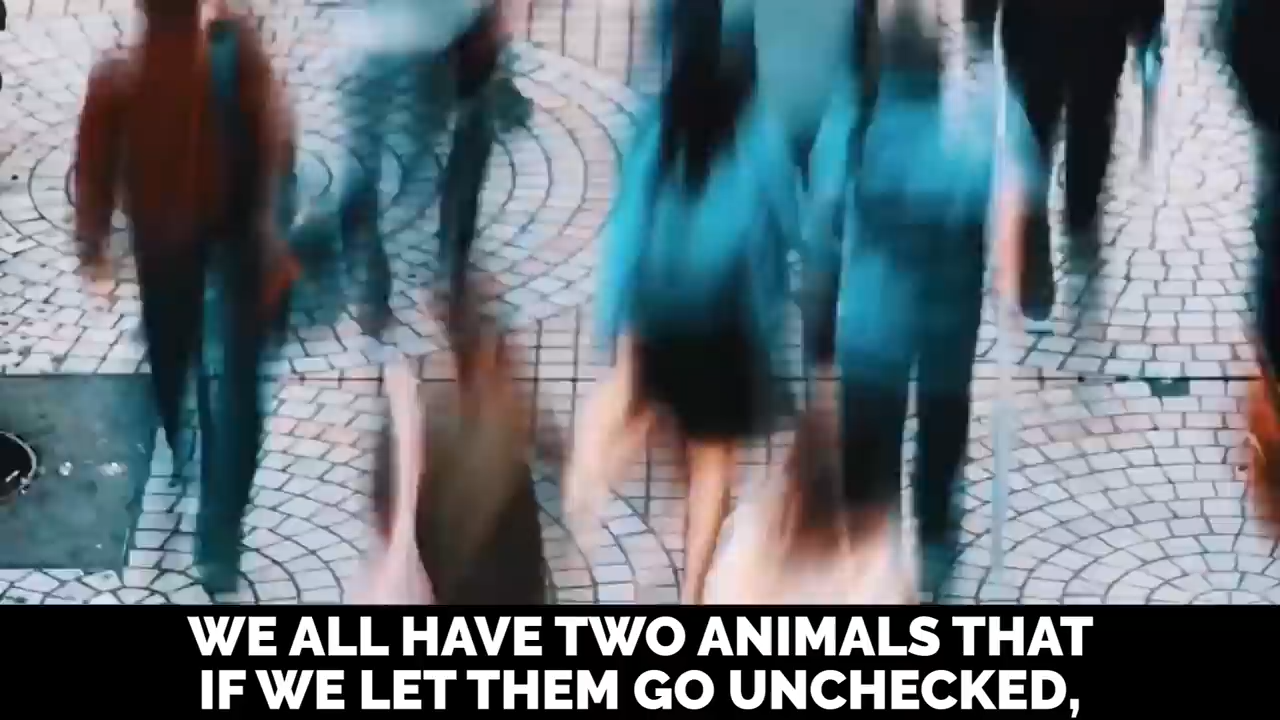 WE ALL HAVE TWO ANIMALS THAT
IF WE LET THEM GO UNCHECKED,